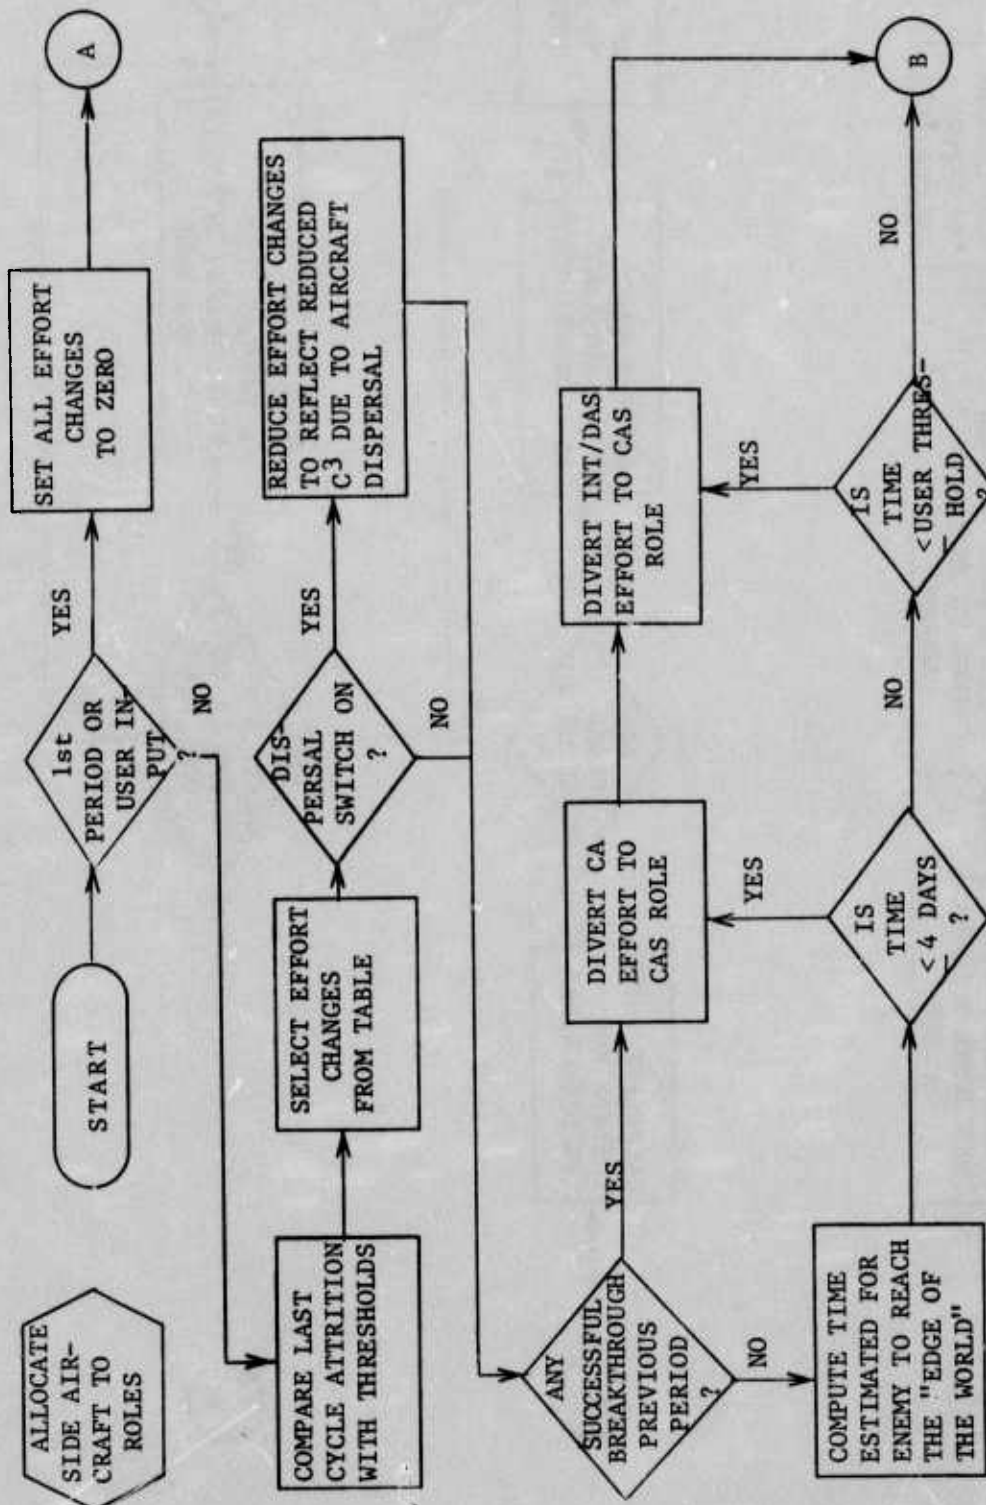 ALLOCATE
SIDE AIR-
CRAFT TO
ROLES
START
1st
PERIOD OR
USER IN-
PUT
?
YES
NO
SET ALL EFFORT
CHANGES
TO ZERO
A
COMPARE LAST
CYCLE ATTRITION
WITH THRESHOLDS
SELECT EFFORT
CHANGES
FROM TABLE
DIS-
PERSAL
SWITCH ON
?
YES
NO
REDUCE EFFORT CHANGES
TO REFLECT REDUCED
C³ DUE TO AIRCRAFT
DISPERSAL
ANY
SUCCESSFUL
BREAKTHROUGH
PREVIOUS
PERIOD
?
YES
NO
DIVERT CA
EFFORT TO
CAS ROLE
DIVERT INT/DAS
EFFORT TO CAS
ROLE
B
COMPUTE TIME
ESTIMATED FOR
ENEMY TO REACH
THE "EDGE OF
THE WORLD"
IS
TIME
≤ 4 DAYS
?
YES
NO
IS
TIME
≤ USER THRES-
HOLD
?
YES
NO